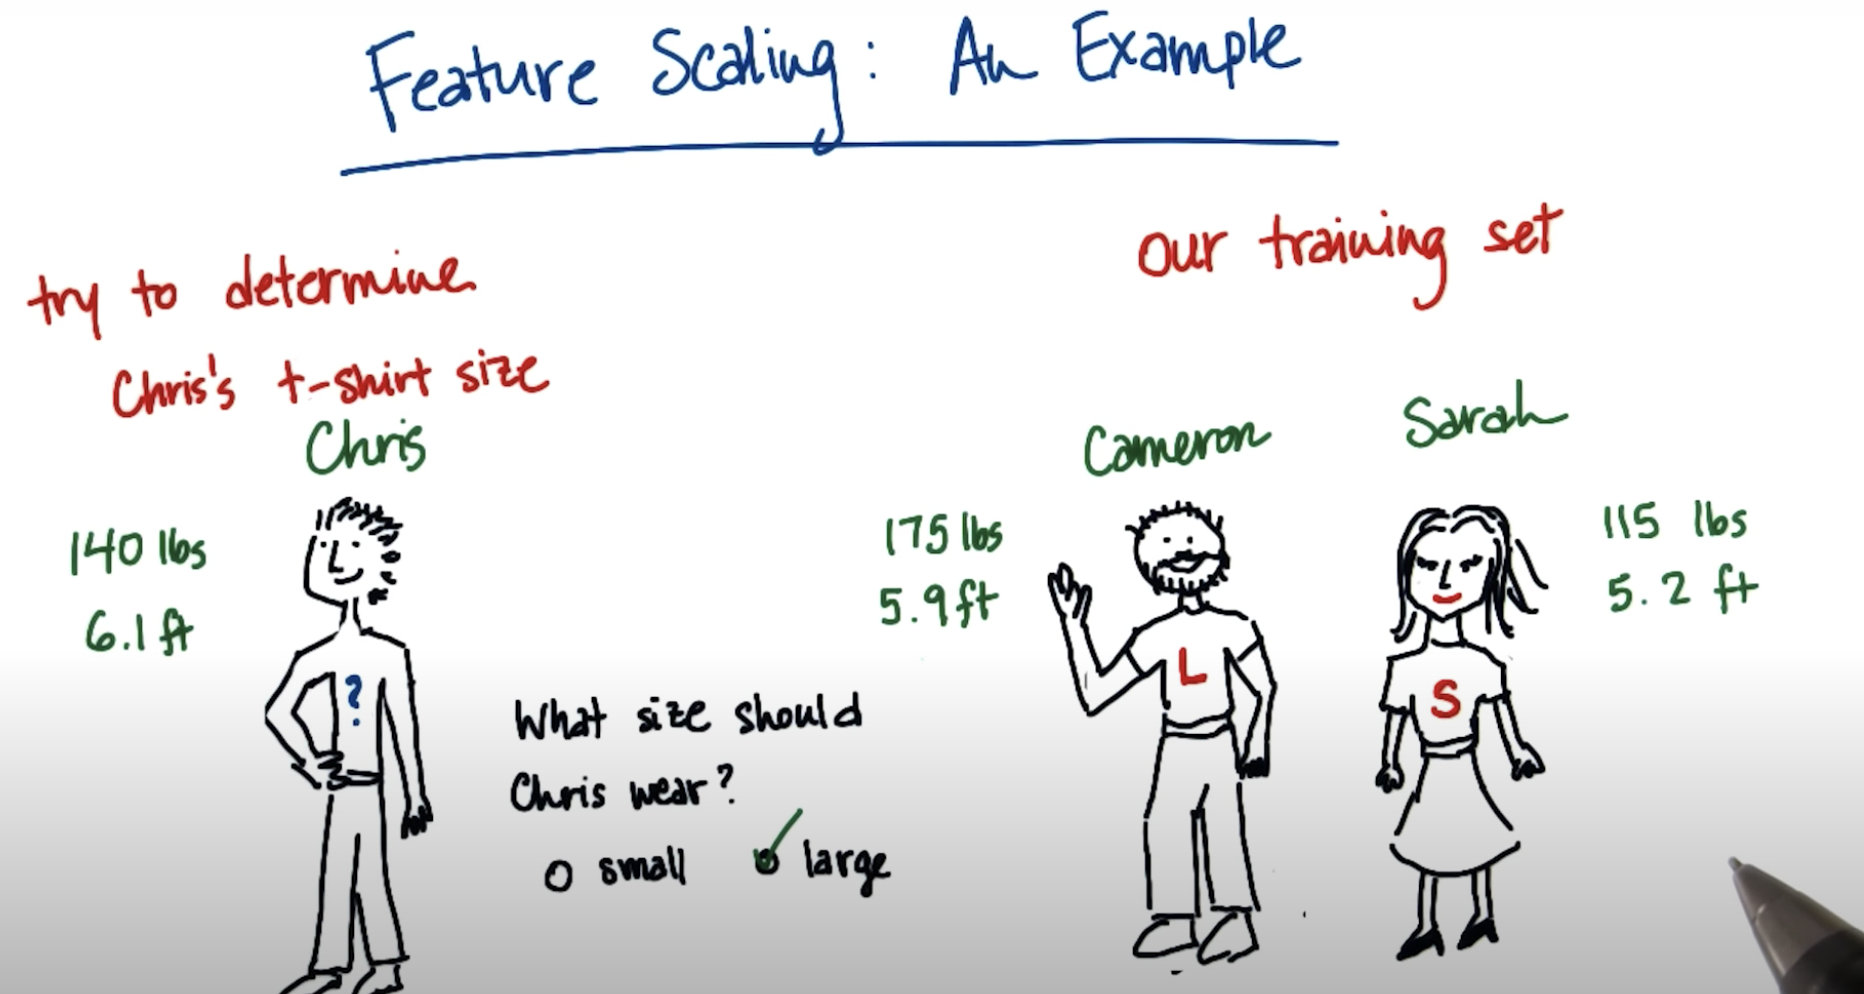 Feature Scaling: An Example
try to determine
Chris's t-shirt size
Chris
140 lbs
6.1 ft
?
What size should
Chris wear?
small large
our training set
Cameron
175 lbs
5.9 ft
L
Sarah
115 lbs
5.2 ft
S